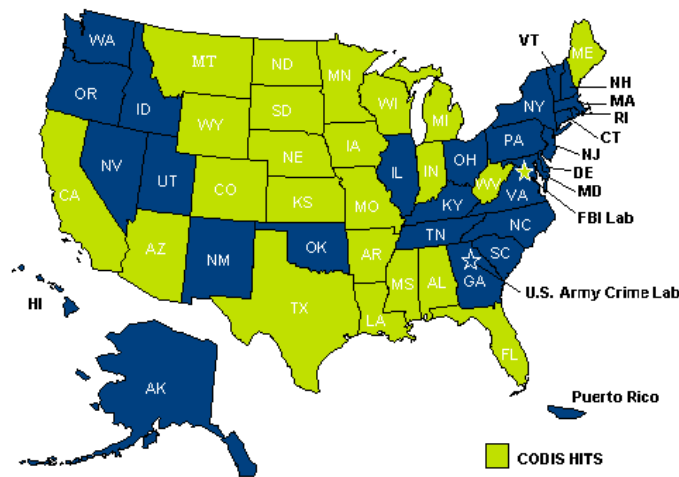 WA
MT
ND
MN
VT
ME
OR
ID
WY
SD
WI
MI
NY
NH
MA
RI
CT
NV
UT
CO
NE
IA
IL
IN
OH
PA
NJ
DE
MD
CA
KS
MO
KY
WV
VA
FBI Lab
AZ
NM
OK
AR
TN
NC
SC
TX
LA
MS
AL
GA
U.S. Army Crime Lab
HI
FL
AK
Puerto Rico
CODIS HITS